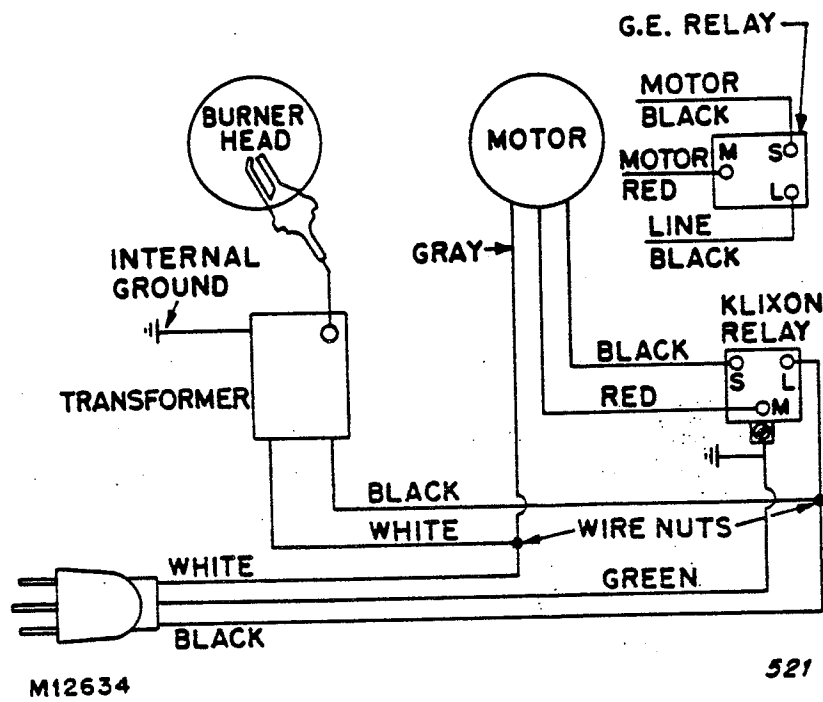 G.E. RELAY
MOTOR
BLACK
BURNER
HEAD
MOTOR
MOTOR
RED
M
S
L
LINE
BLACK
GRAY
INTERNAL
GROUND
KLIXON
RELAY
BLACK
S
L
RED
M
TRANSFORMER
BLACK
WHITE
WIRE NUTS
WHITE
GREEN
BLACK
M12634
521